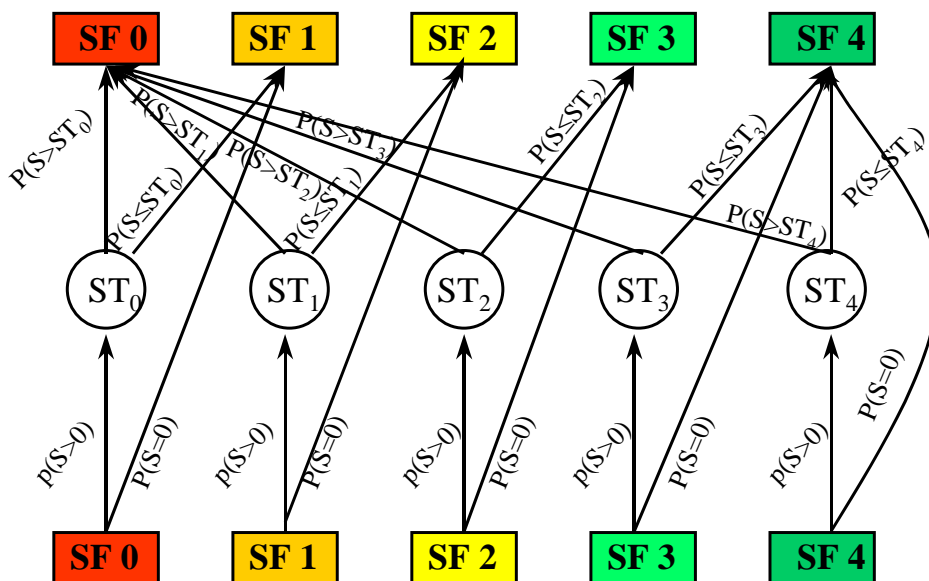 SF 0 SF 1 SF 2 SF 3 SF 4
P(S>ST₀)
P(S≤ST₀)
P(S>ST₁)
P(S>ST₂)
P(S≤ST₁)
P(S>ST₃)
P(S≤ST₂)
P(S≤ST₃)
P(S>ST₄)
P(S≤ST₄)
ST₀ ST₁ ST₂ ST₃ ST₄
p(S>0)
P(S=0)
p(S>0)
P(S=0)
p(S>0)
P(S=0)
p(S>0)
P(S=0)
p(S>0)
P(S=0)
SF 0 SF 1 SF 2 SF 3 SF 4